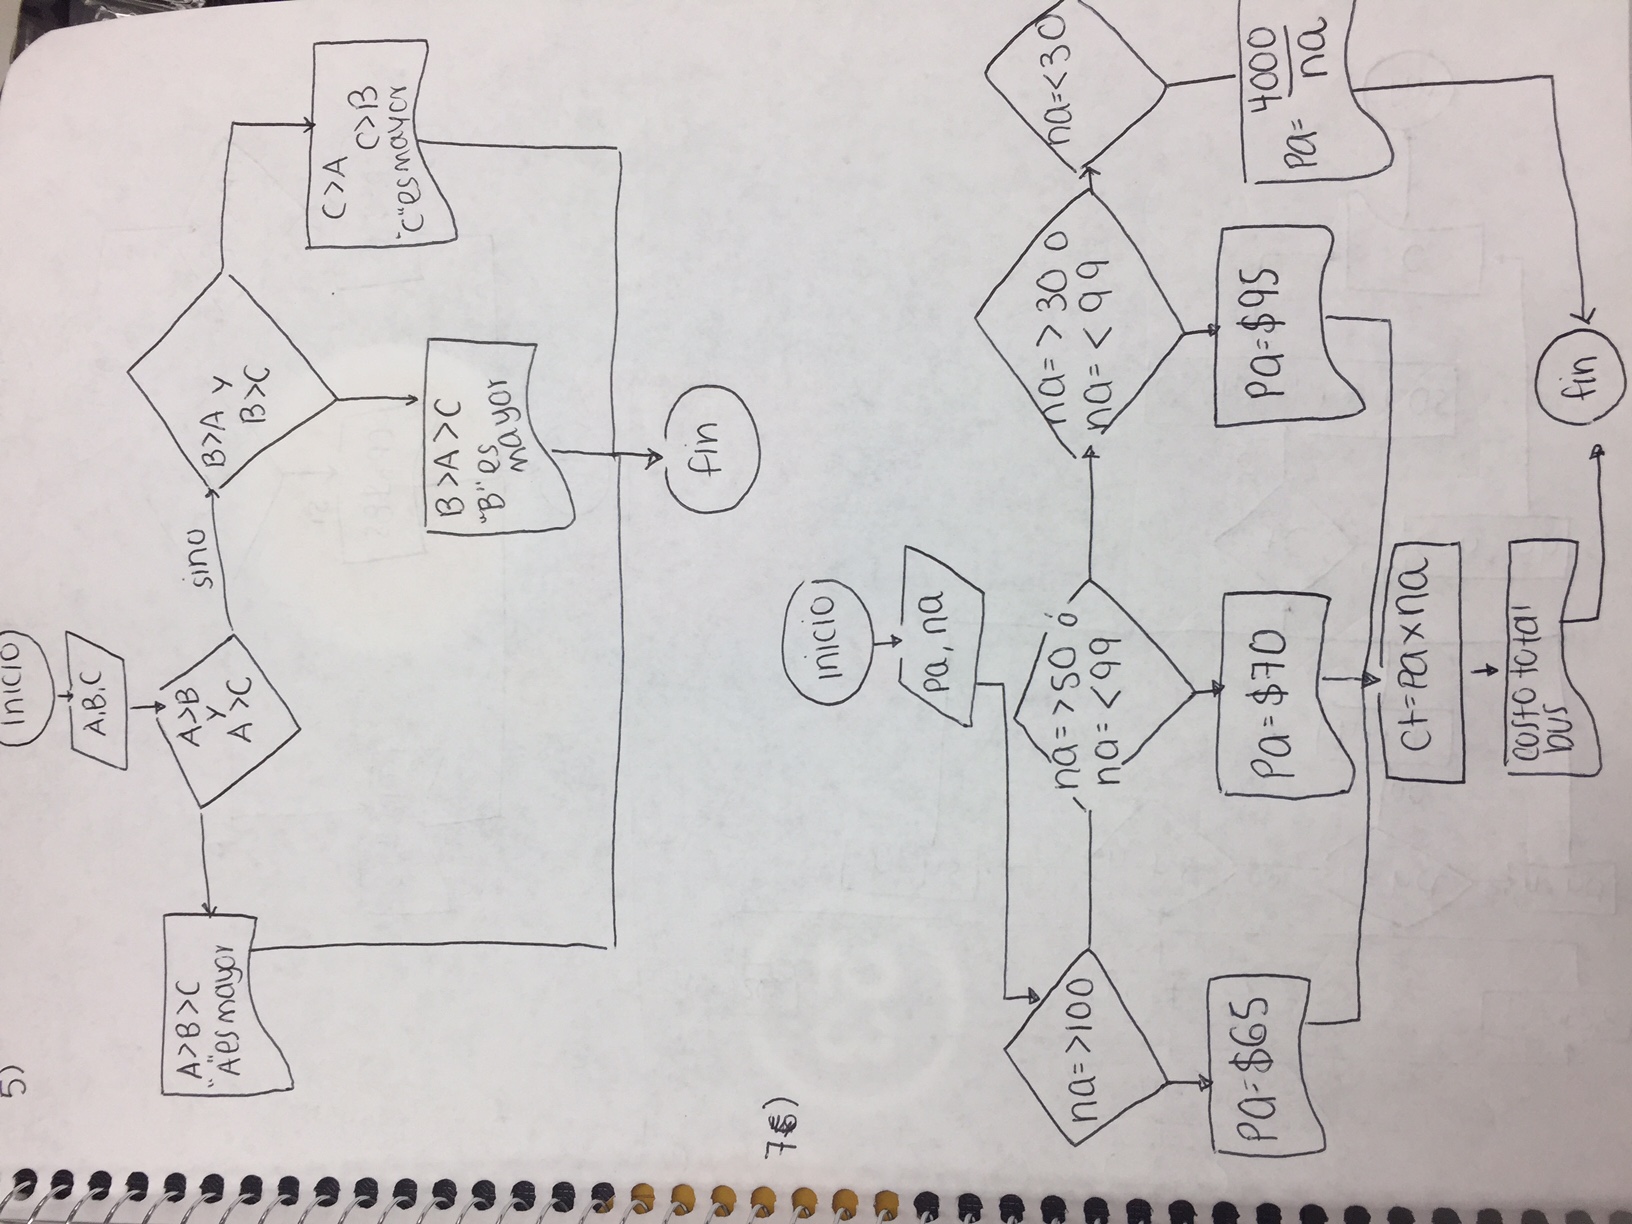 5)
inicio
A,B,C
A>B
y
A>C
A>B>C
"A" es mayor
sino
B>A y
B>C
C>A
C>B
"C" es mayor
B>A>C
"B" es
mayor
fin
7)
inicio
Pa, na
na=>100
na=>50 ó
na=<99
na=>30 o
na=<99
na=<30
Pa=$65
Pa=$70
Pa=$95
Pa= 4000
na
Ct=Pa x na
costo total
bus
fin